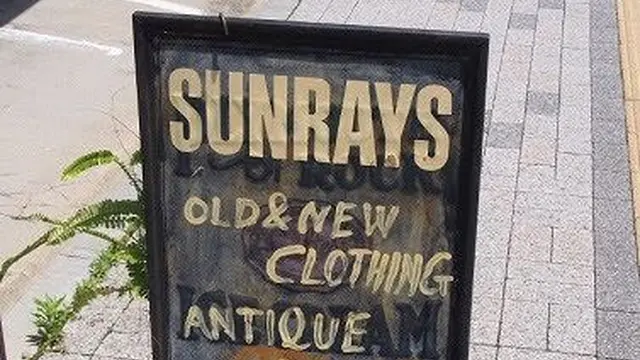 SUNRAYS
OLD & NEW
CLOTHING
ANTIQUE